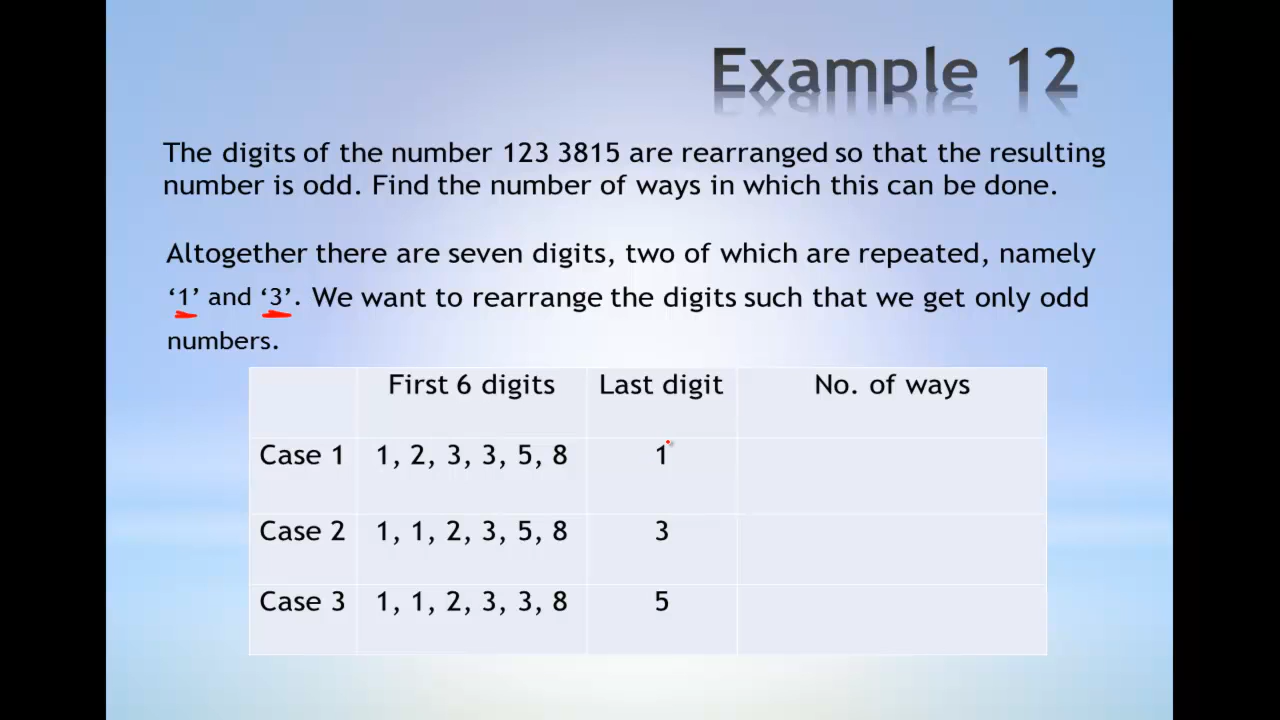 Example 12
The digits of the number 123 3815 are rearranged so that the resulting
number is odd. Find the number of ways in which this can be done.
Altogether there are seven digits, two of which are repeated, namely
‘1’ and ‘3’. We want to rearrange the digits such that we get only odd
numbers.
First 6 digits Last digit No. of ways
Case 1 1, 2, 3, 3, 5, 8 1
Case 2 1, 1, 2, 3, 5, 8 3
Case 3 1, 1, 2, 3, 3, 8 5